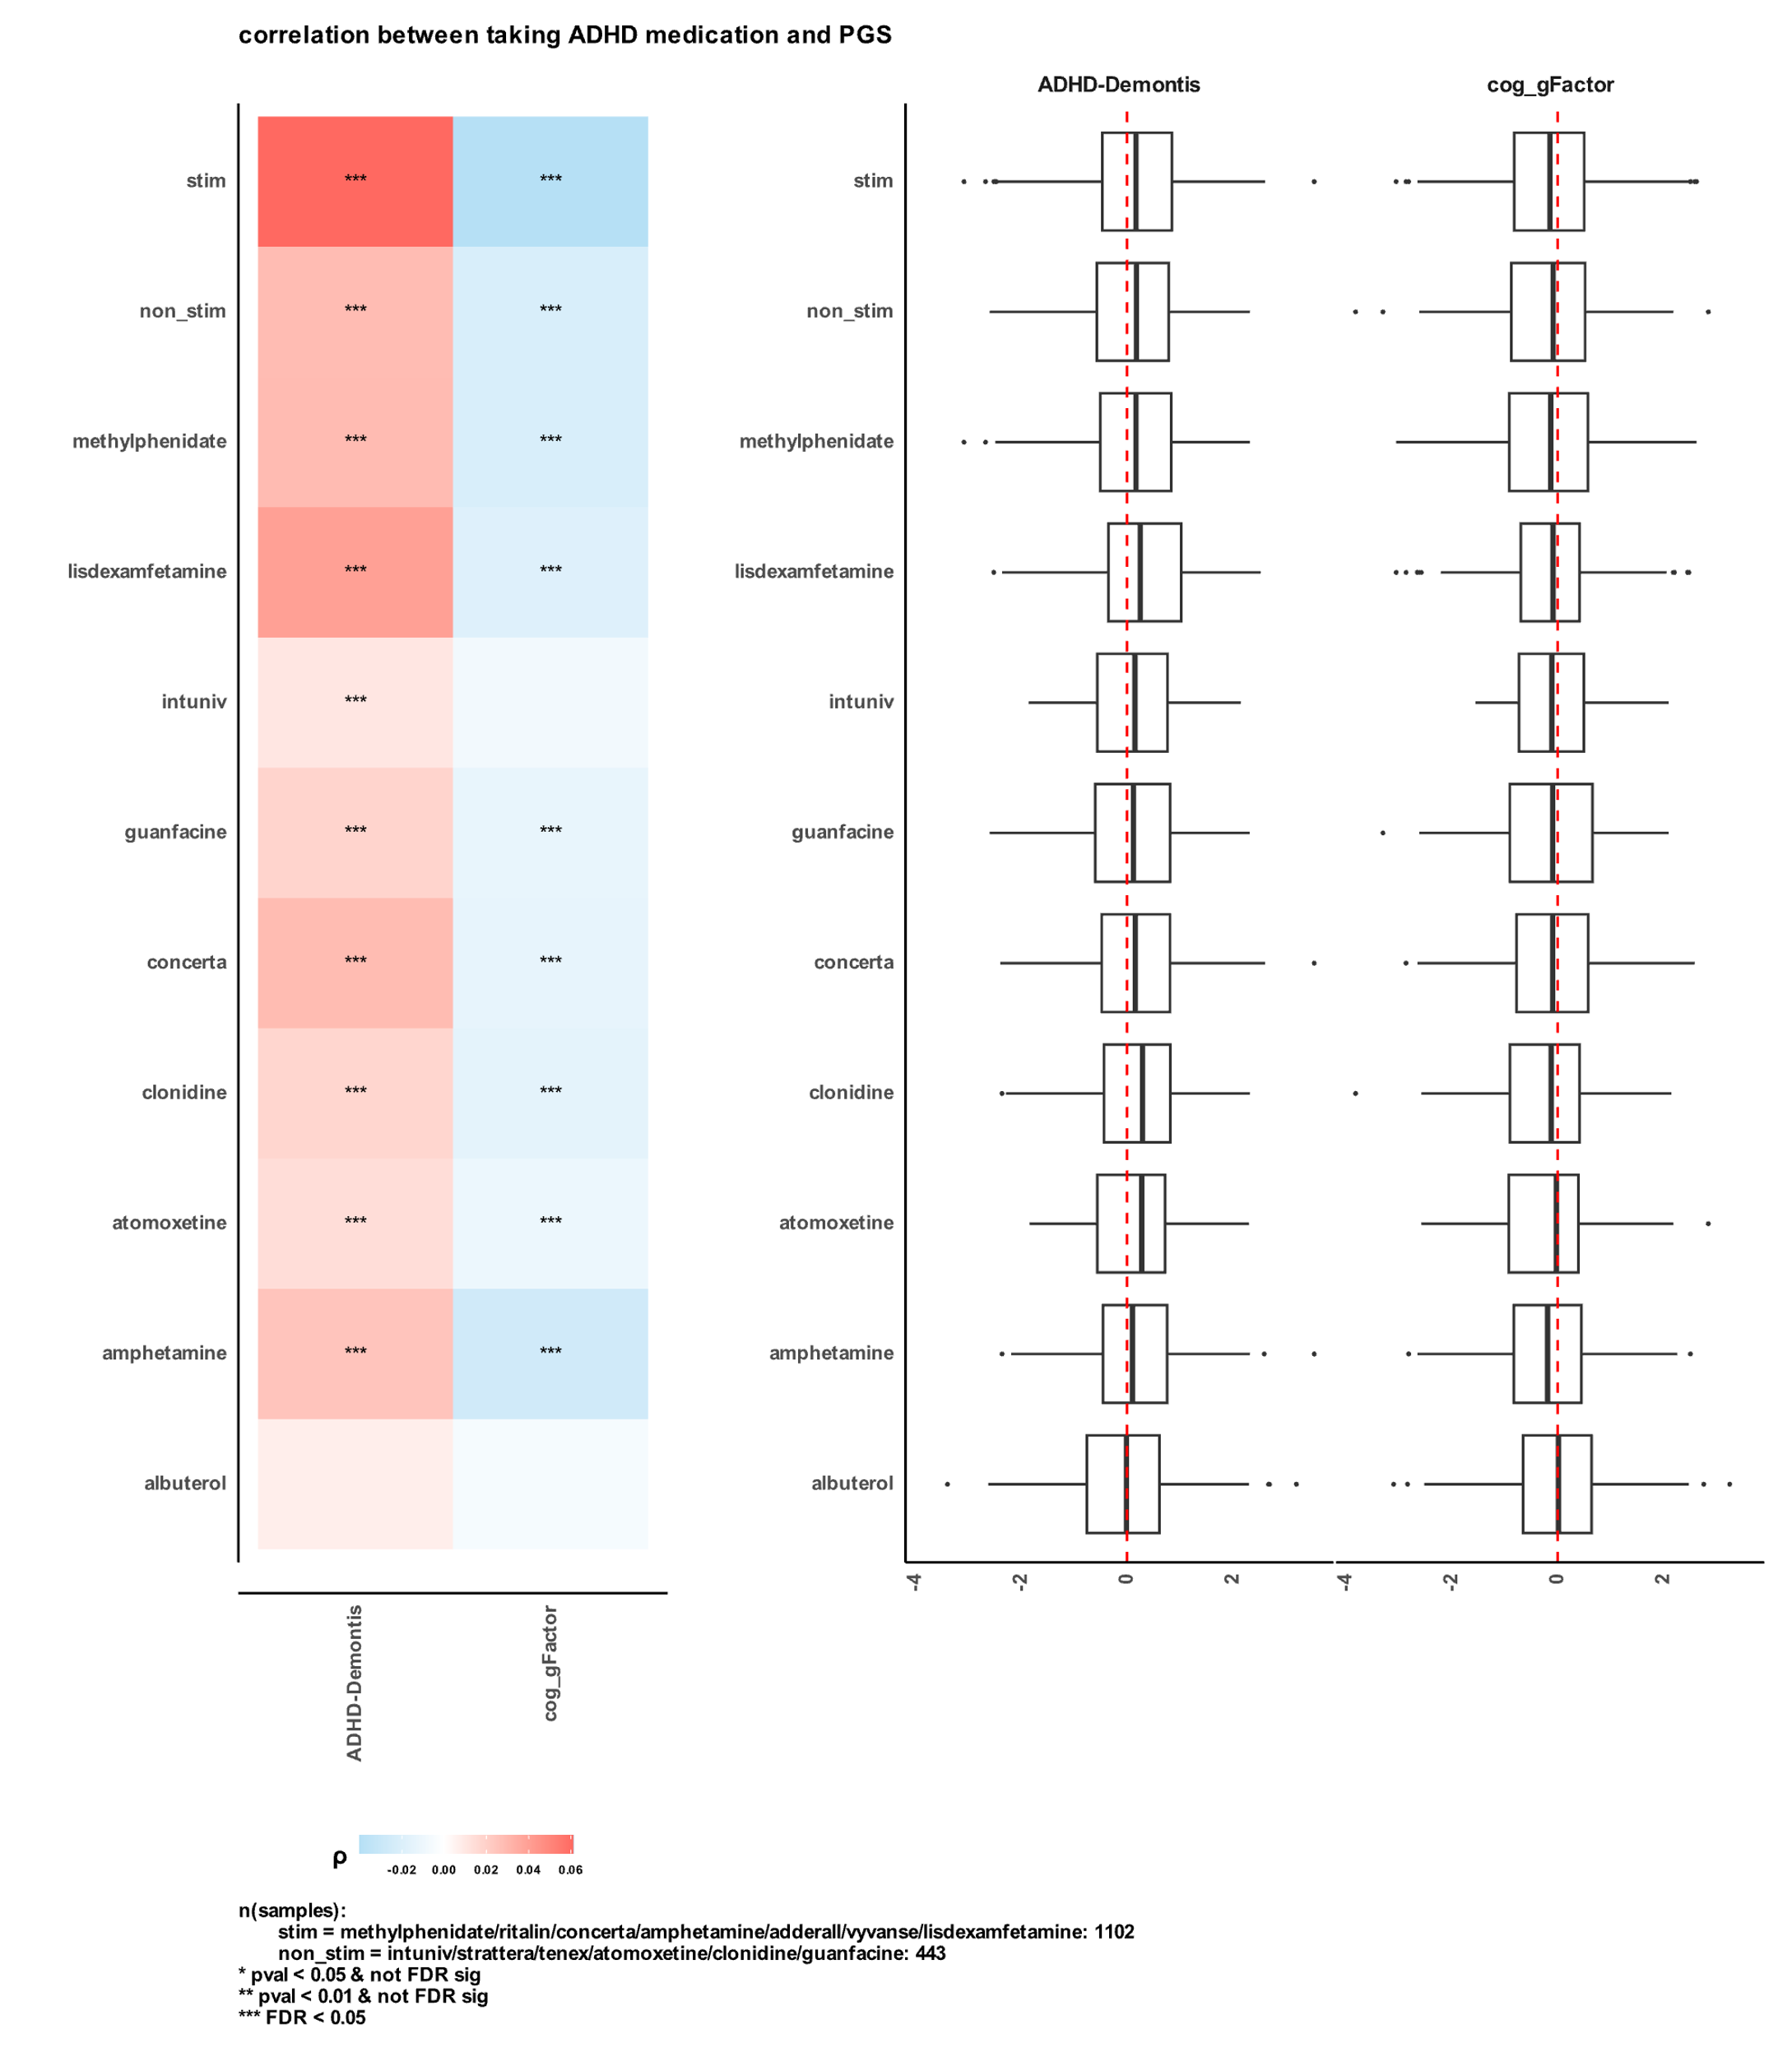 correlation between taking ADHD medication and PGS
ADHD-Demontis cog_gFactor
stim *** *** stim
non_stim *** *** non_stim
methylphenidate *** *** methylphenidate
lisdexamfetamine *** *** lisdexamfetamine
intuniv *** intuniv
guanfacine *** *** guanfacine
concerta *** *** concerta
clonidine *** *** clonidine
atomoxetine *** *** atomoxetine
amphetamine *** *** amphetamine
albuterol albuterol
-4 -2 0 2 -4 -2 0 2
ADHD-Demontis cog_gFactor
ρ
-0.02 0.00 0.02 0.04 0.06
n(samples):
stim = methylphenidate/ritalin/concerta/amphetamine/adderall/vyvanse/lisdexamfetamine: 1102
non_stim = intuniv/strattera/tenex/atomoxetine/clonidine/guanfacine: 443
* pval < 0.05 & not FDR sig
** pval < 0.01 & not FDR sig
*** FDR < 0.05